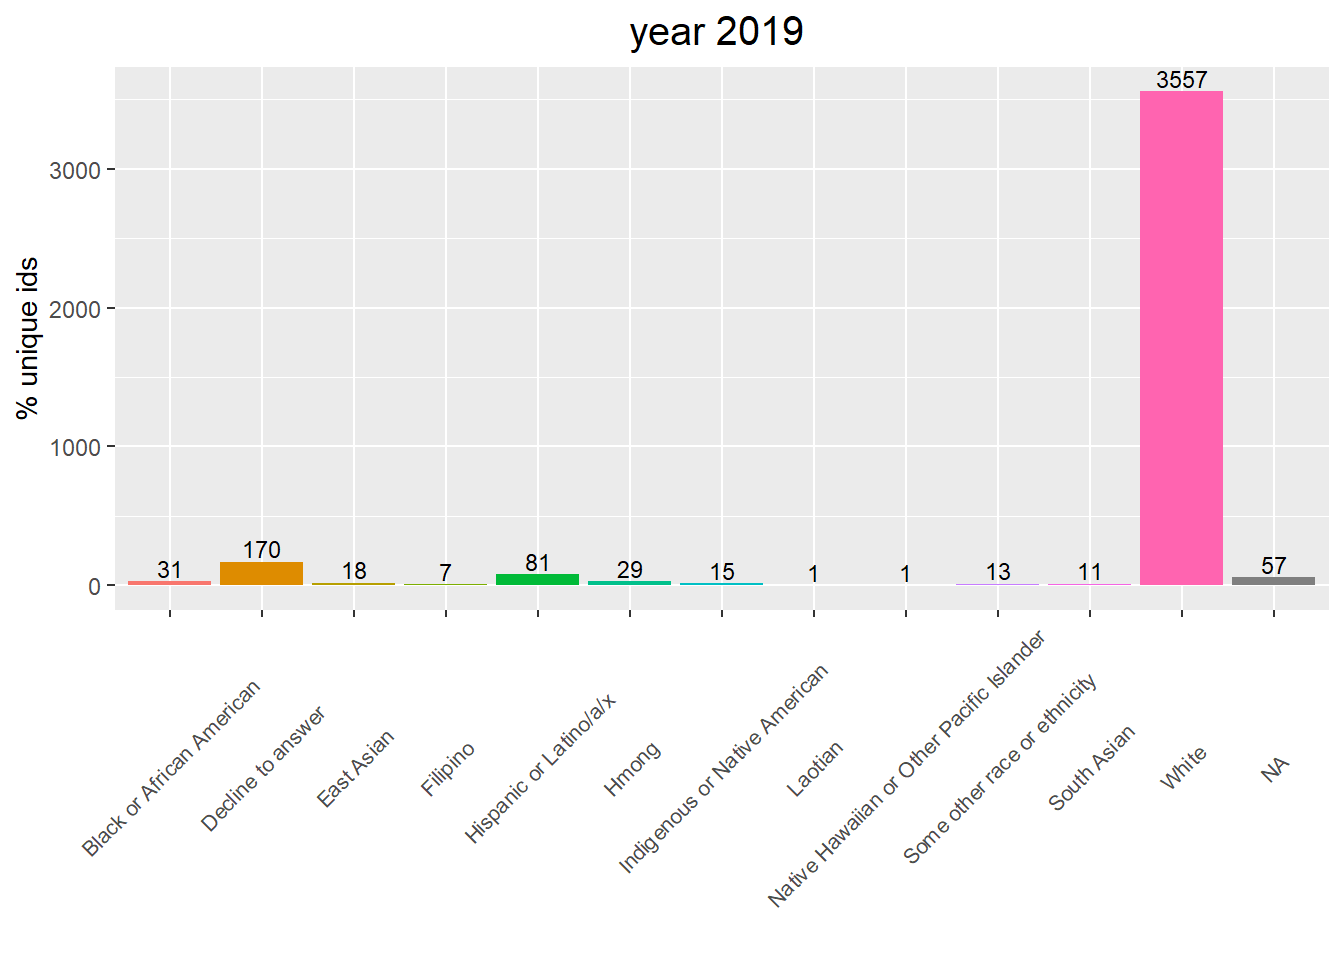 year 2019
% unique ids
3000
2000
1000
0
31
170
18
7
81
29
15
1
1
13
11
3557
57
Black or African American
Decline to answer
East Asian
Filipino
Hispanic or Latino/a/x
Hmong
Indigenous or Native American
Laotian
Native Hawaiian or Other Pacific Islander
Some other race or ethnicity
South Asian
White
NA